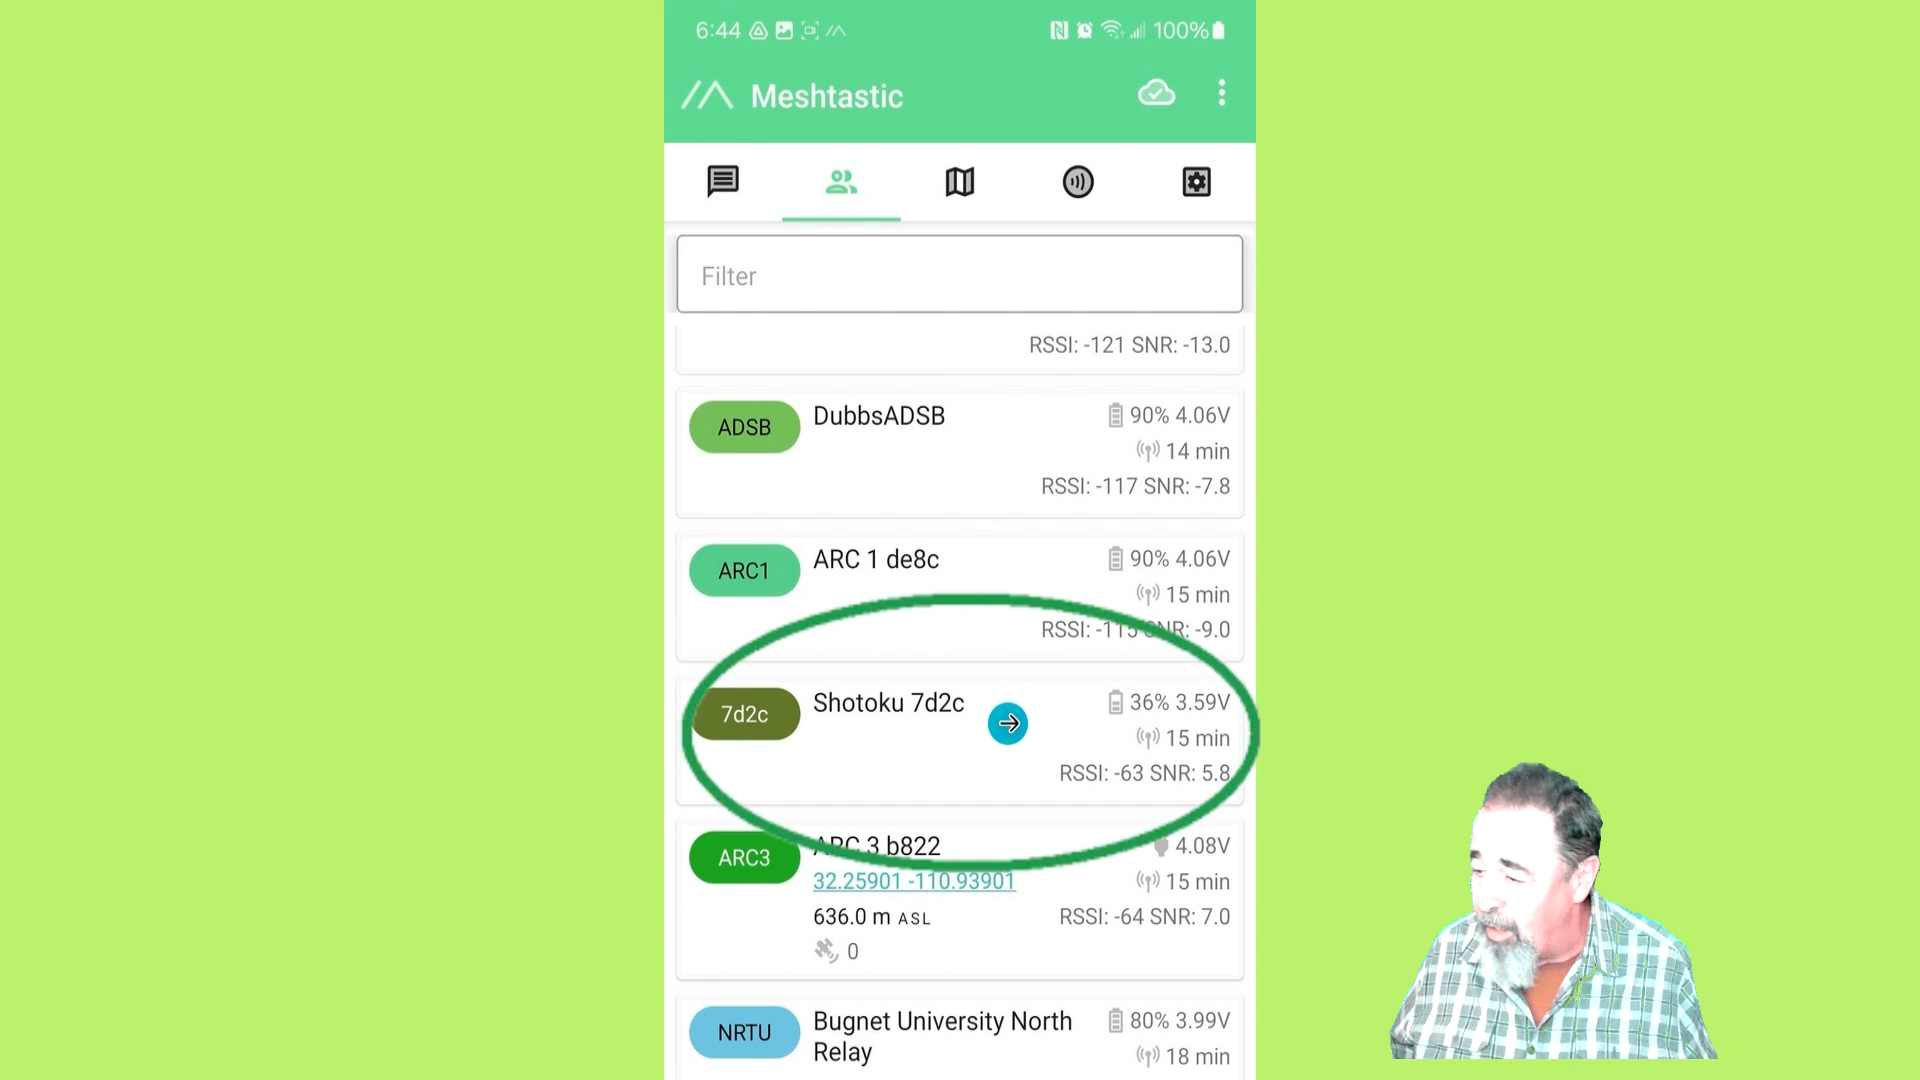 6:44 100%
Meshtastic
Filter
RSSI: -121 SNR: -13.0
ADSB DubbsADSB 90% 4.06V
14 min
RSSI: -117 SNR: -7.8
ARC1 ARC 1 de8c 90% 4.06V
15 min
RSSI: -115 SNR: -9.0
7d2c Shotoku 7d2c 36% 3.59V
15 min
RSSI: -63 SNR: 5.8
ARC3 ARC 3 b822 4.08V
32.25901 -110.93901 15 min
636.0 m ASL RSSI: -64 SNR: 7.0
0
NRTU Bugnet University North 80% 3.99V
Relay 18 min